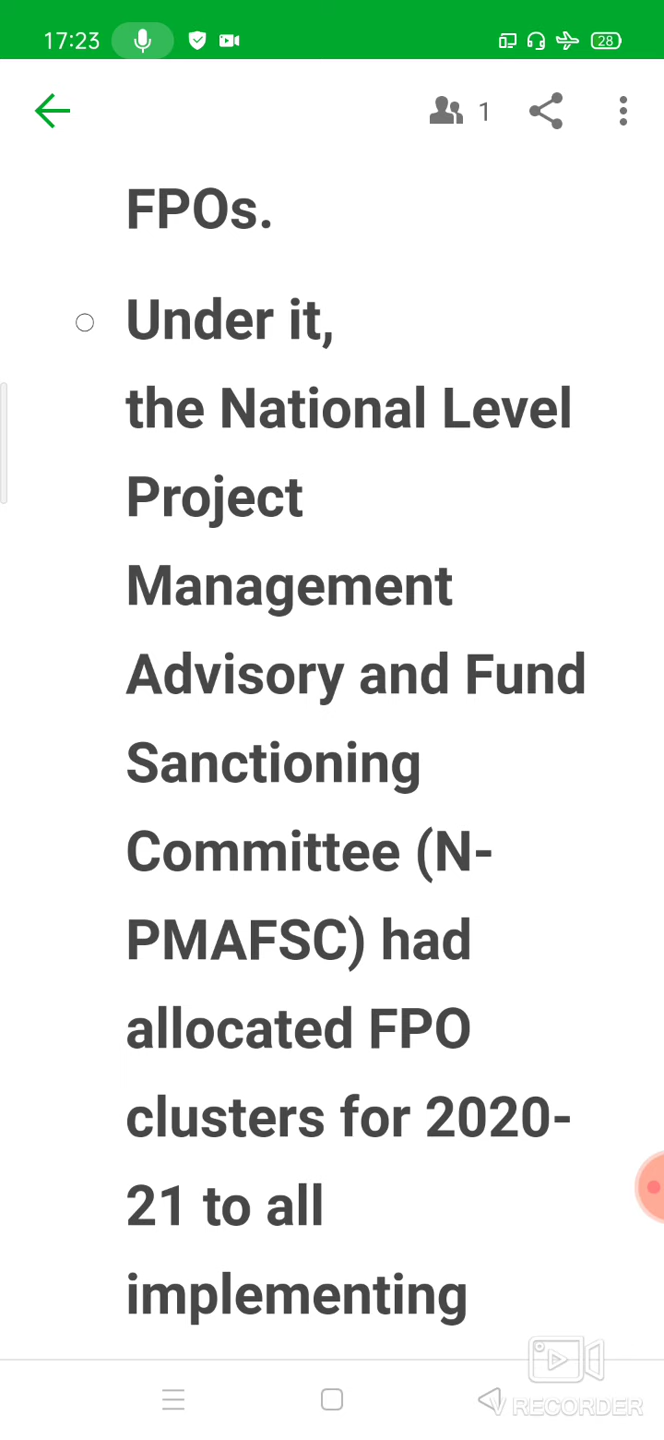 17:23
28
1
FPOs.
Under it,
the National Level
Project
Management
Advisory and Fund
Sanctioning
Committee (N-
PMAFSC) had
allocated FPO
clusters for 2020-
21 to all
implementing
V RECORDER